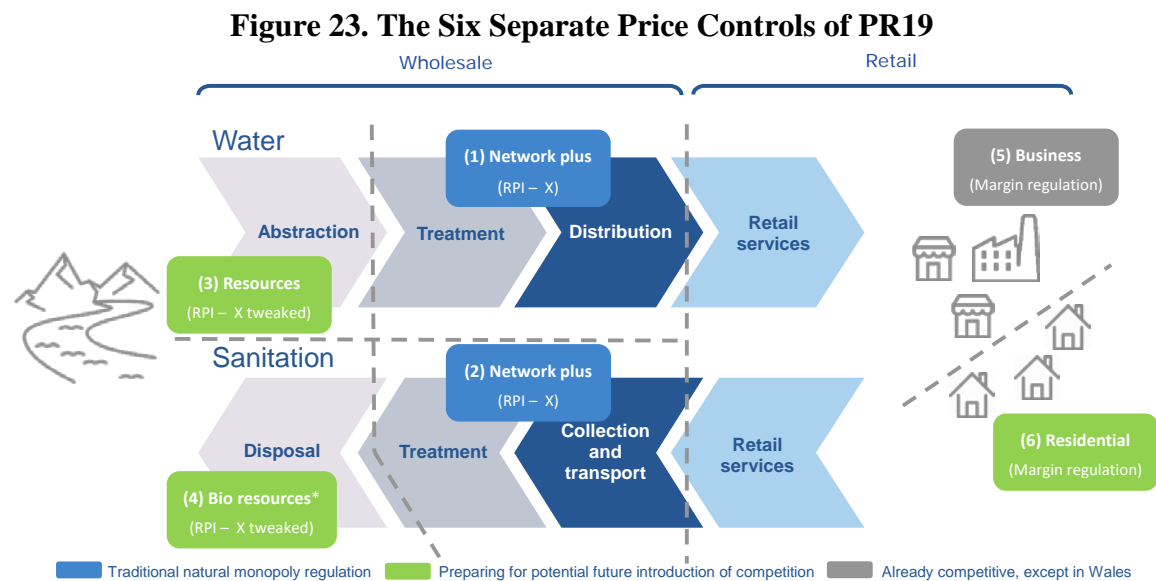 Figure 23. The Six Separate Price Controls of PR19
Wholesale
Retail
Water
(1) Network plus
(RPI – X)
(5) Business
(Margin regulation)
Abstraction
Treatment
Distribution
Retail
services
(3) Resources
(RPI – X tweaked)
Sanitation
(2) Network plus
(RPI – X)
Disposal
Treatment
Collection
and
transport
Retail
services
(6) Residential
(Margin regulation)
(4) Bio resources*
(RPI – X tweaked)
Traditional natural monopoly regulation
Preparing for potential future introduction of competition
Already competitive, except in Wales